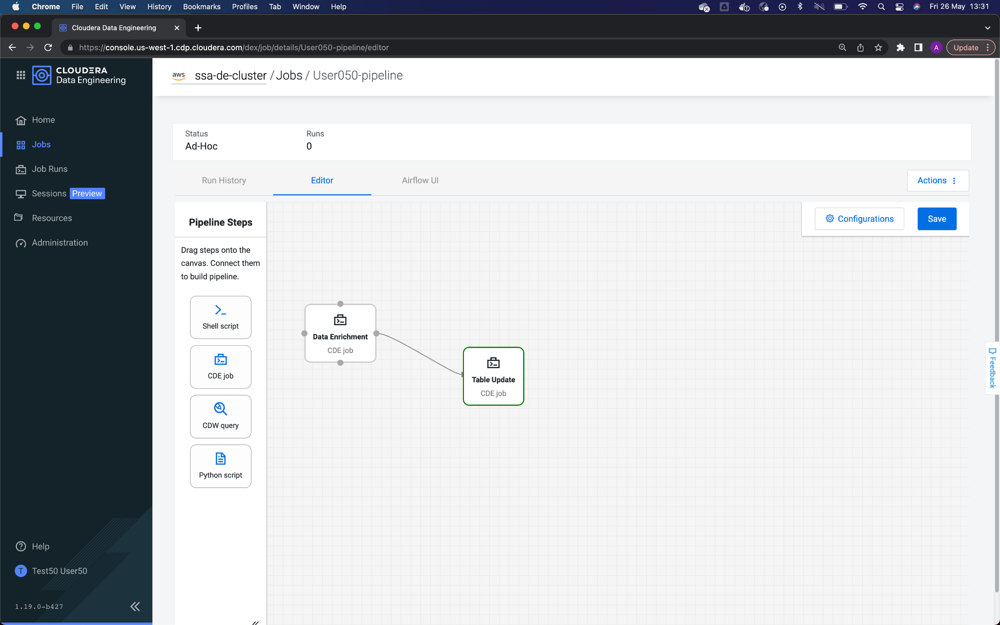 Chrome File Edit View History Bookmarks Profiles Tab Window Help Fri 26 May 13:31
Cloudera Data Engineering
https://console.us-west-1.cdp.cloudera.com/dex/job/details/User050-pipeline/editor
A
Update
CLOUDERA
Data Engineering
aws ssa-de-cluster / Jobs / User050-pipeline
Home
Jobs
Job Runs
Sessions Preview
Resources
Administration
Status
Ad-Hoc
Runs
0
Run History
Editor
Airflow UI
Actions
Pipeline Steps
Configurations
Save
Drag steps onto the
canvas. Connect them
to build pipeline.
Shell script
CDE job
CDW query
Python script
Data Enrichment
CDE job
Table Update
CDE job
Feedback
Help
T
Test50 User50
1.19.0-b427